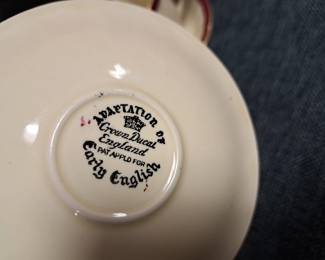 ADAPTATION OF
Crown Ducal
England
PAT APPLD FOR
Early English